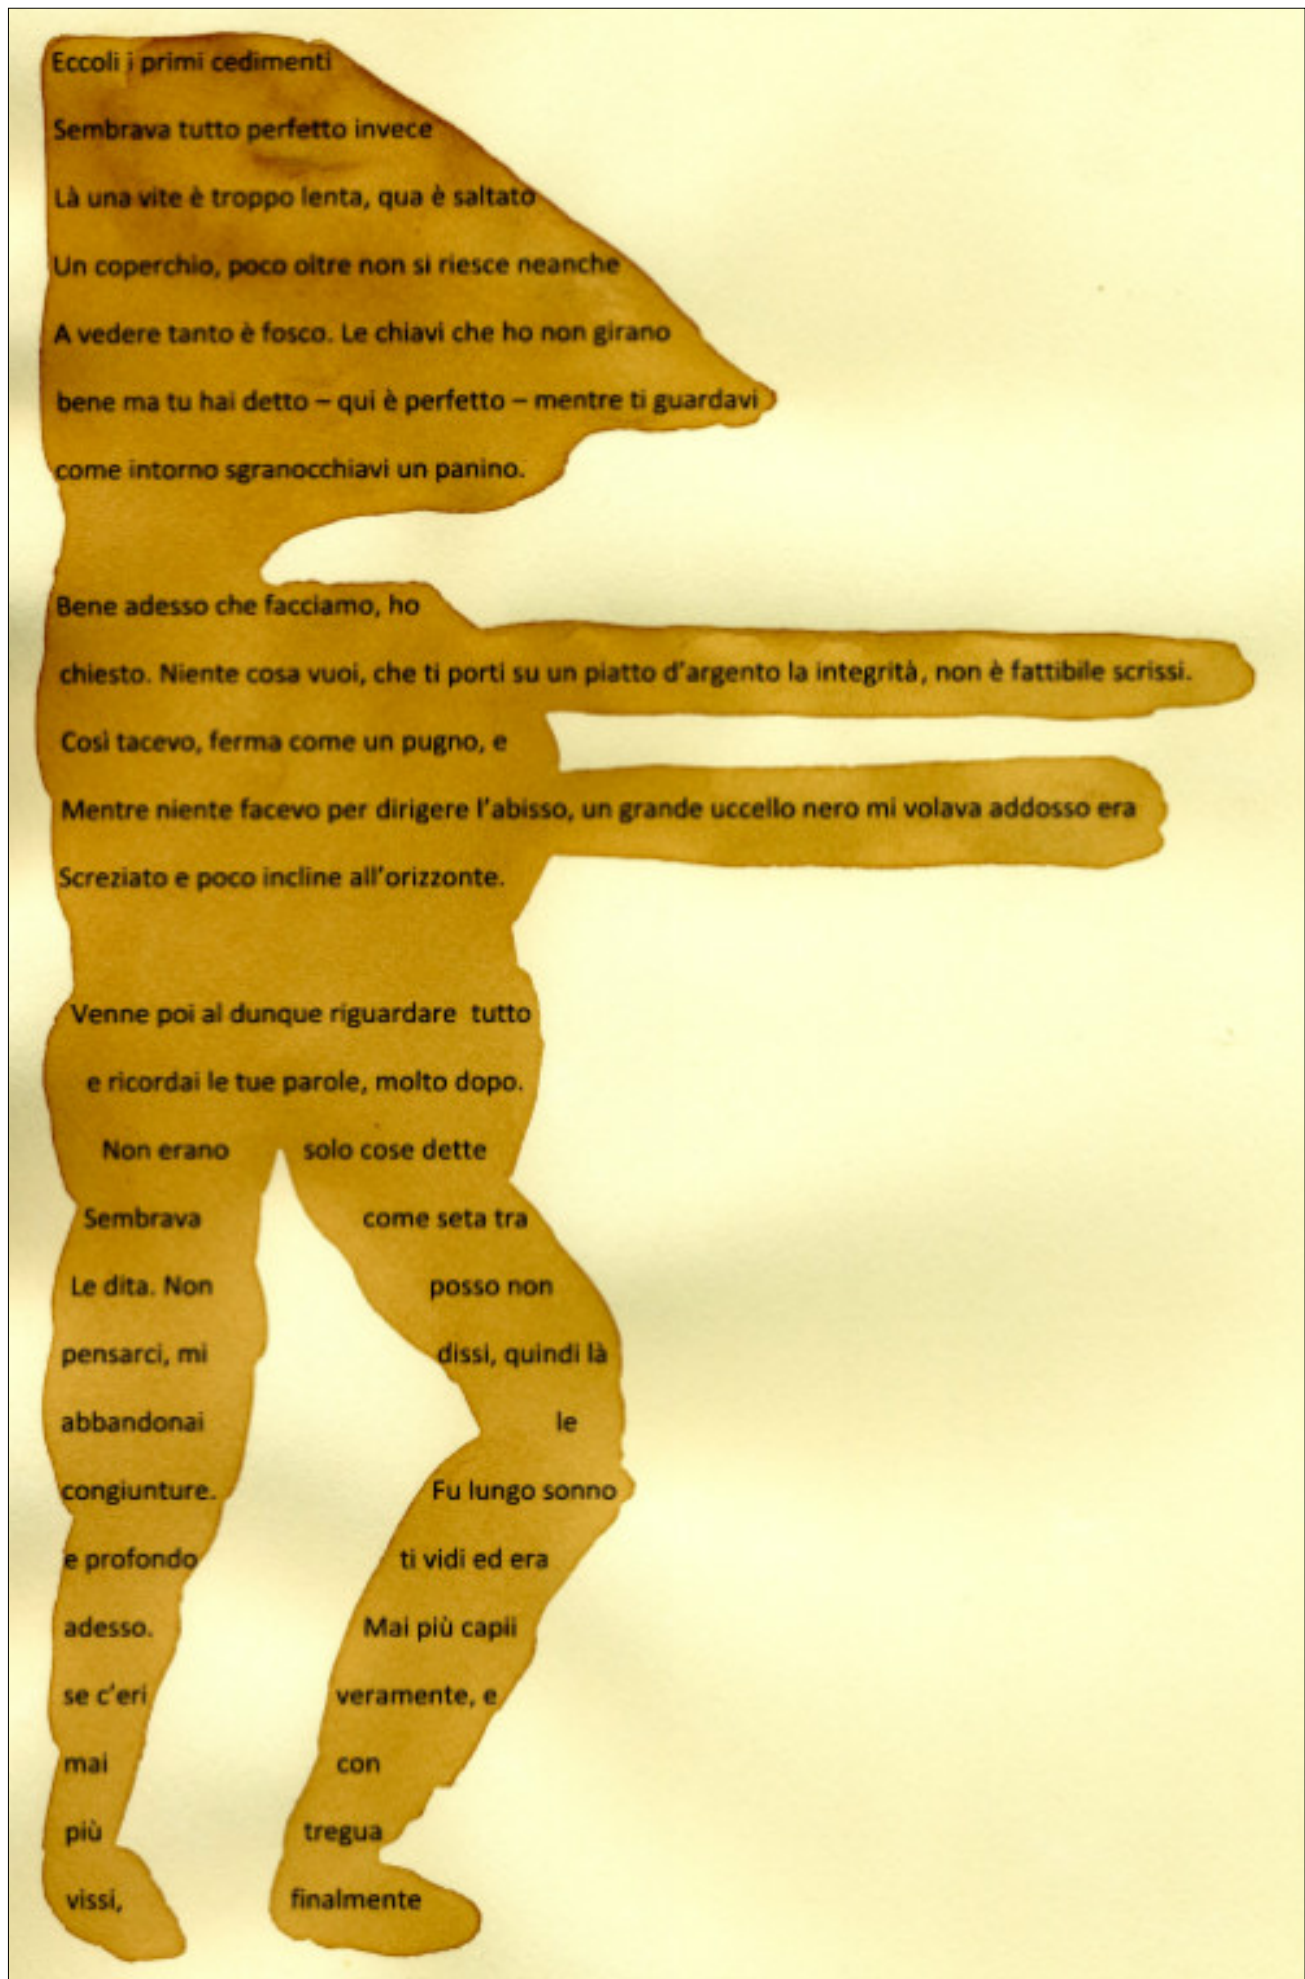 Eccoli i primi cedimenti
Sembrava tutto perfetto invece
Là una vite è troppo lenta, qua è saltato
Un coperchio, poco oltre non si riesce neanche
A vedere tanto è fosco. Le chiavi che ho non girano
bene ma tu hai detto – qui è perfetto – mentre ti guardavi
come intorno sgranocchiavi un panino.
Bene adesso che facciamo, ho
chiesto. Niente cosa vuoi, che ti porti su un piatto d'argento la integrità, non è fattibile scrissi.
Così tacevo, ferma come un pugno, e
Mentre niente facevo per dirigere l'abisso, un grande uccello nero mi volava addosso era
Screziato e poco incline all'orizzonte.
Venne poi al dunque riguardare tutto
e ricordai le tue parole, molto dopo.
Non erano solo cose dette
Sembrava come seta tra
Le dita. Non posso non
pensarci, mi dissi, quindi là
abbandonai le
congiunture. Fu lungo sonno
e profondo ti vidi ed era
adesso. Mai più capii
se c'eri veramente, e
mai con
più tregua
vissi, finalmente